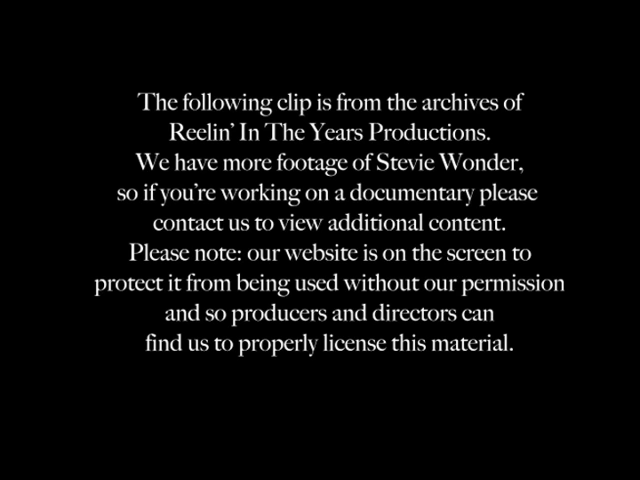 The following clip is from the archives of
Reelin' In The Years Productions.
We have more footage of Stevie Wonder,
so if you're working on a documentary please
contact us to view additional content.
Please note: our website is on the screen to
protect it from being used without our permission
and so producers and directors can
find us to properly license this material.